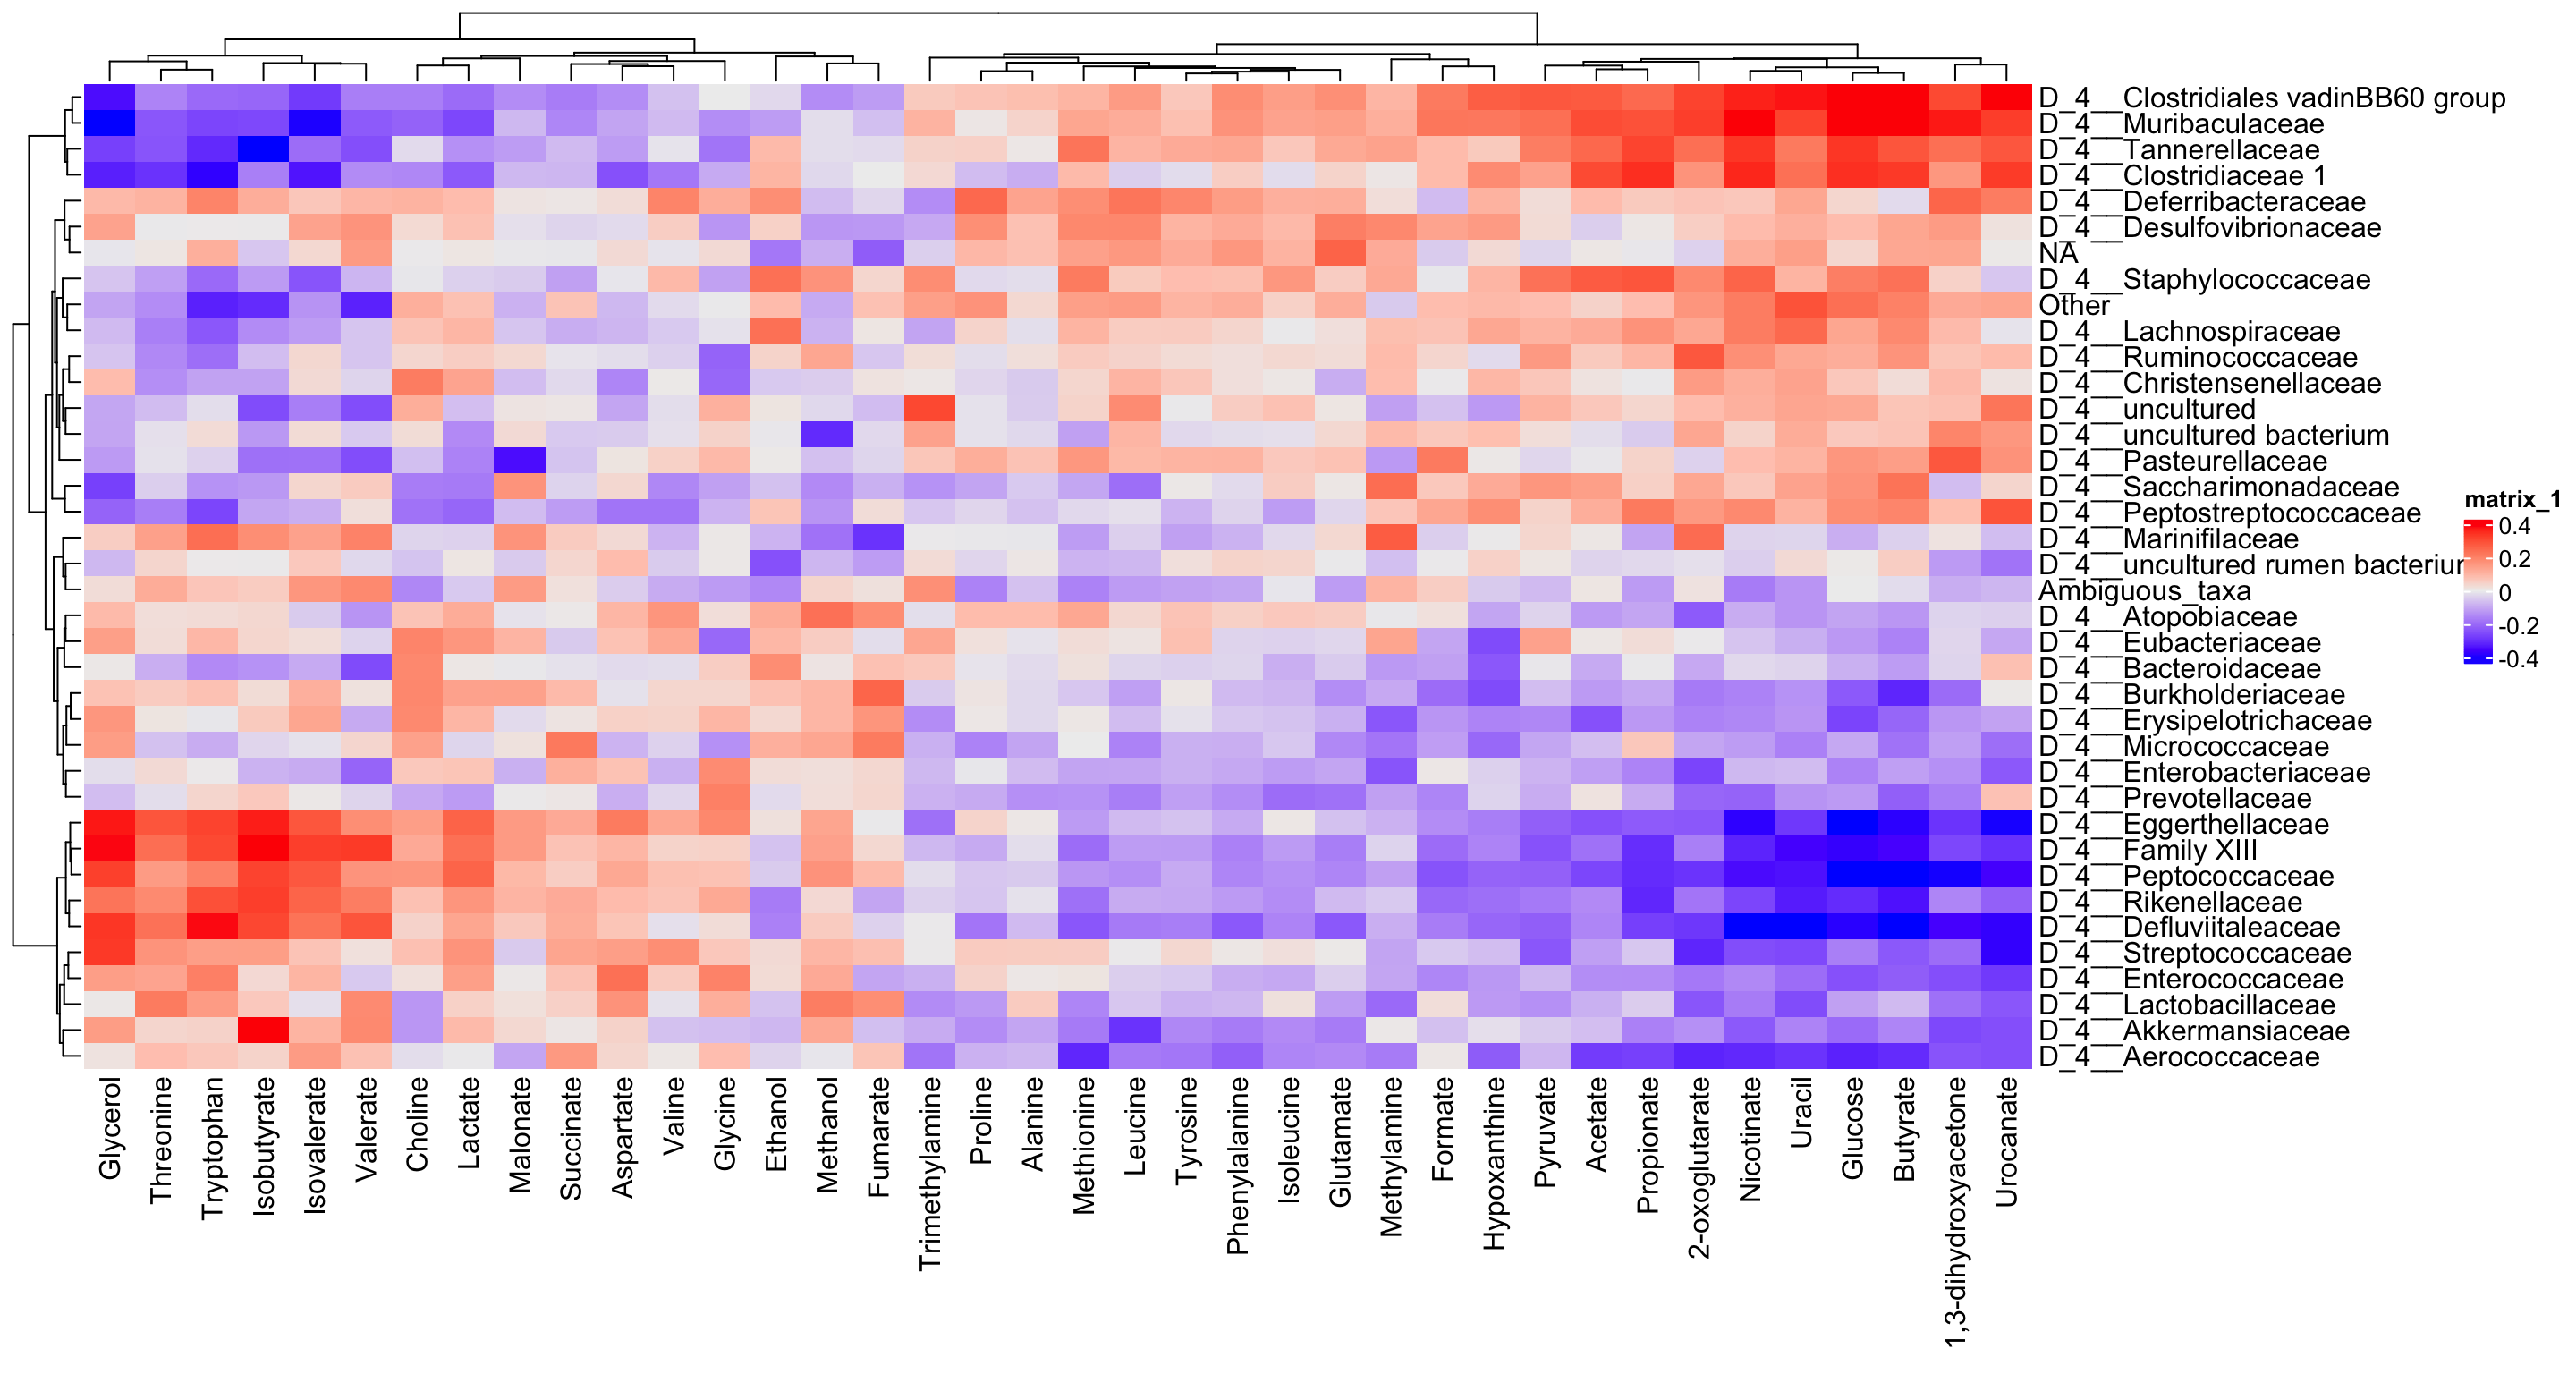 D_4__Clostridiales vadinBB60 group
D_4__Muribaculaceae
D_4__Tannerellaceae
D_4__Clostridiaceae 1
D_4__Deferribacteraceae
D_4__Desulfovibrionaceae
NA
D_4__Staphylococcaceae
Other
D_4__Lachnospiraceae
D_4__Ruminococcaceae
D_4__Christensenellaceae
D_4__uncultured
D_4__uncultured bacterium
D_4__Pasteurellaceae
D_4__Saccharimonadaceae
D_4__Peptostreptococcaceae
D_4__Marinifilaceae
D_4__uncultured rumen bacteriur
Ambiguous_taxa
D_4__Atopobiaceae
D_4__Eubacteriaceae
D_4__Bacteroidaceae
D_4__Burkholderiaceae
D_4__Erysipelotrichaceae
D_4__Micrococcaceae
D_4__Enterobacteriaceae
D_4__Prevotellaceae
D_4__Eggerthellaceae
D_4__Family XIII
D_4__Peptococcaceae
D_4__Rikenellaceae
D_4__Defluviitaleaceae
D_4__Streptococcaceae
D_4__Enterococcaceae
D_4__Lactobacillaceae
D_4__Akkermansiaceae
D_4__Aerococcaceae
matrix_1
0.4
0.2
0
-0.2
-0.4
Glycerol
Threonine
Tryptophan
Isobutyrate
Isovalerate
Valerate
Choline
Lactate
Malonate
Succinate
Aspartate
Valine
Glycine
Ethanol
Methanol
Fumarate
Trimethylamine
Proline
Alanine
Methionine
Leucine
Tyrosine
Phenylalanine
Isoleucine
Glutamate
Methylamine
Formate
Hypoxanthine
Pyruvate
Acetate
Propionate
2-oxoglutarate
Nicotinate
Uracil
Glucose
Butyrate
1,3-dihydroxyacetone
Urocanate